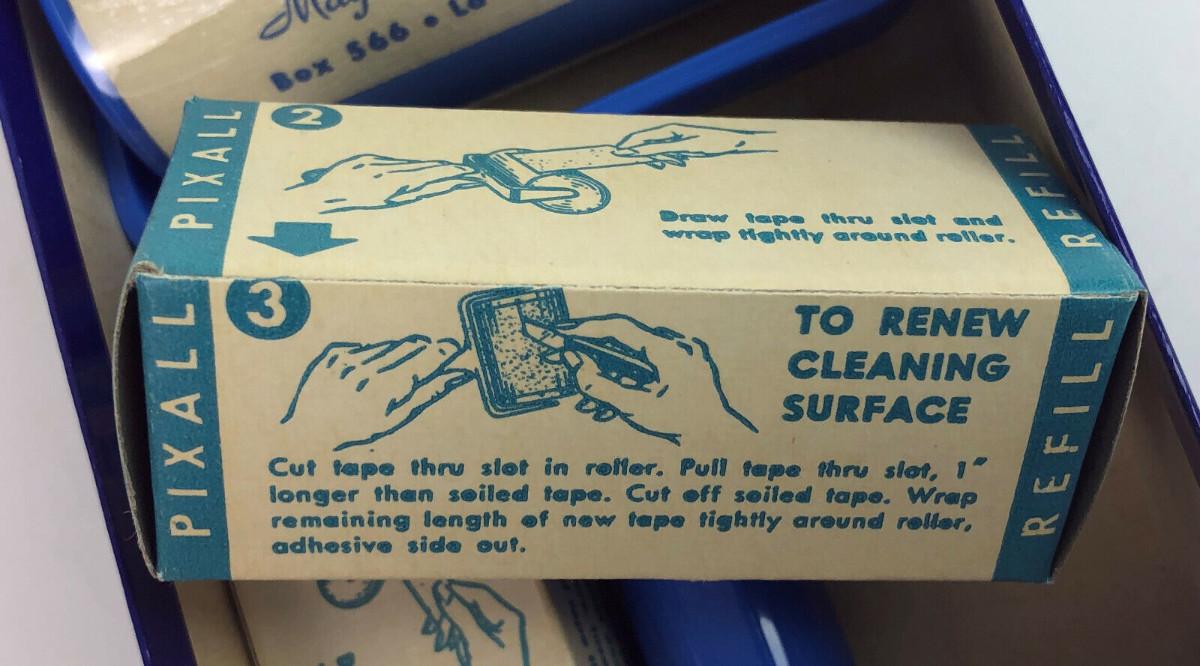 May
Box 566 • Lo
PIXALL
2
Draw tape thru slot and
wrap tightly around roller.
REFILL
PIXALL
3
TO RENEW
CLEANING
SURFACE
Cut tape thru slot in roller. Pull tape thru slot, 1"
longer than soiled tape. Cut off soiled tape. Wrap
remaining length of new tape tightly around roller,
adhesive side out.
REFILL